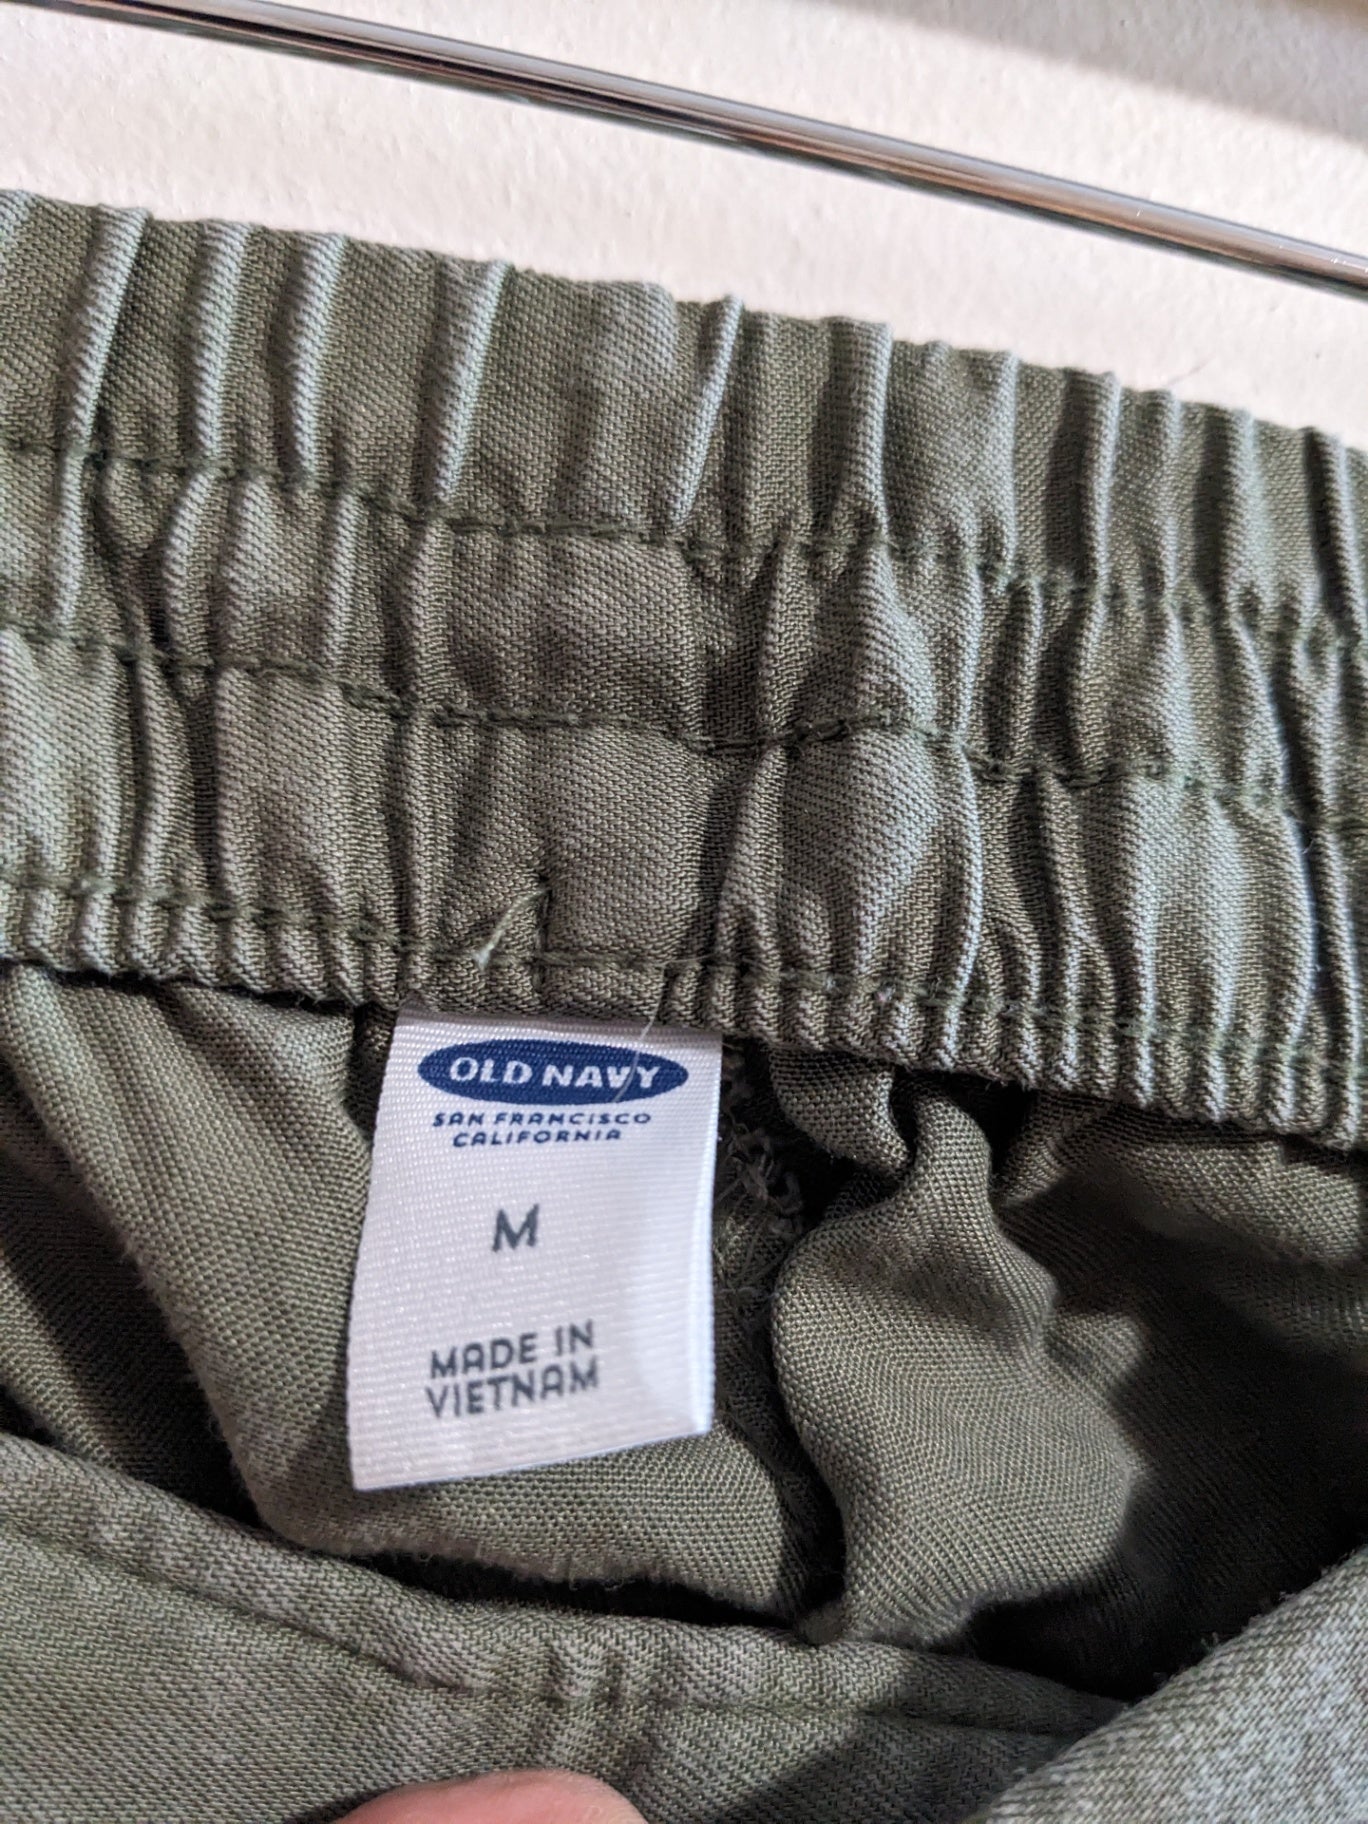 OLD NAVY
SAN FRANCISCO
CALIFORNIA
M
MADE IN
VIETNAM